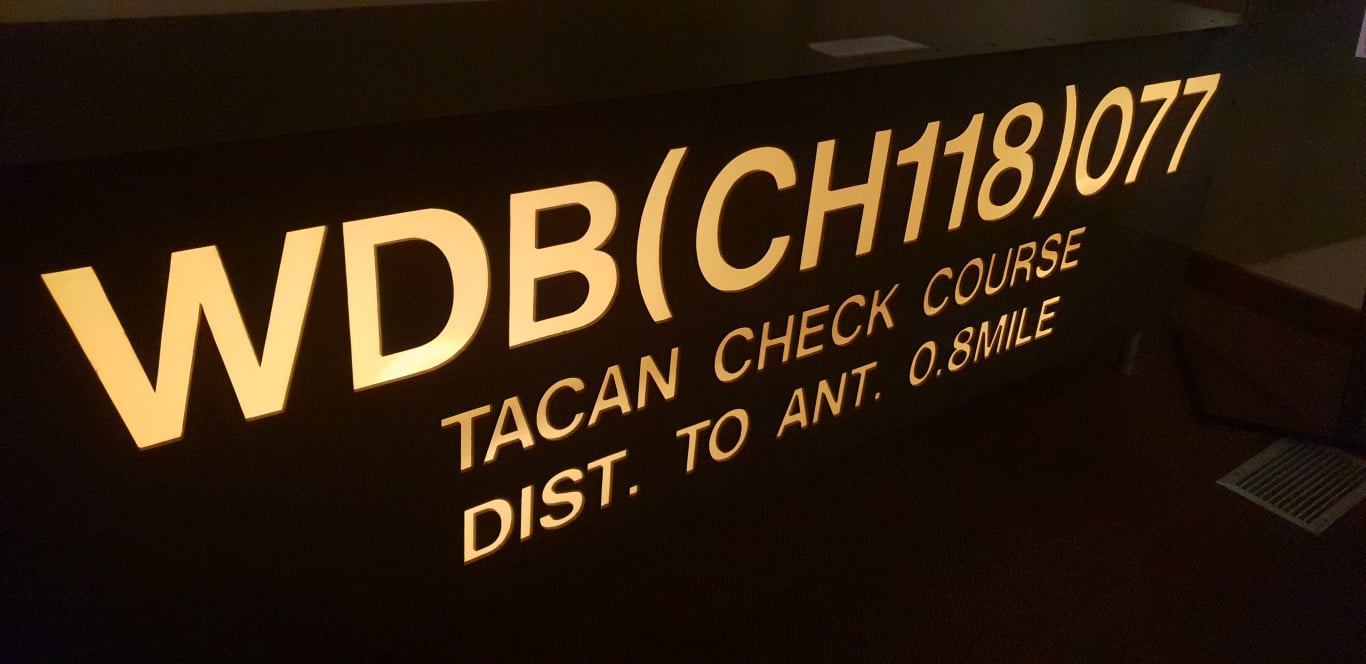 WDB(CH118)077
TACAN CHECK COURSE
DIST. TO ANT. 0.8MILE